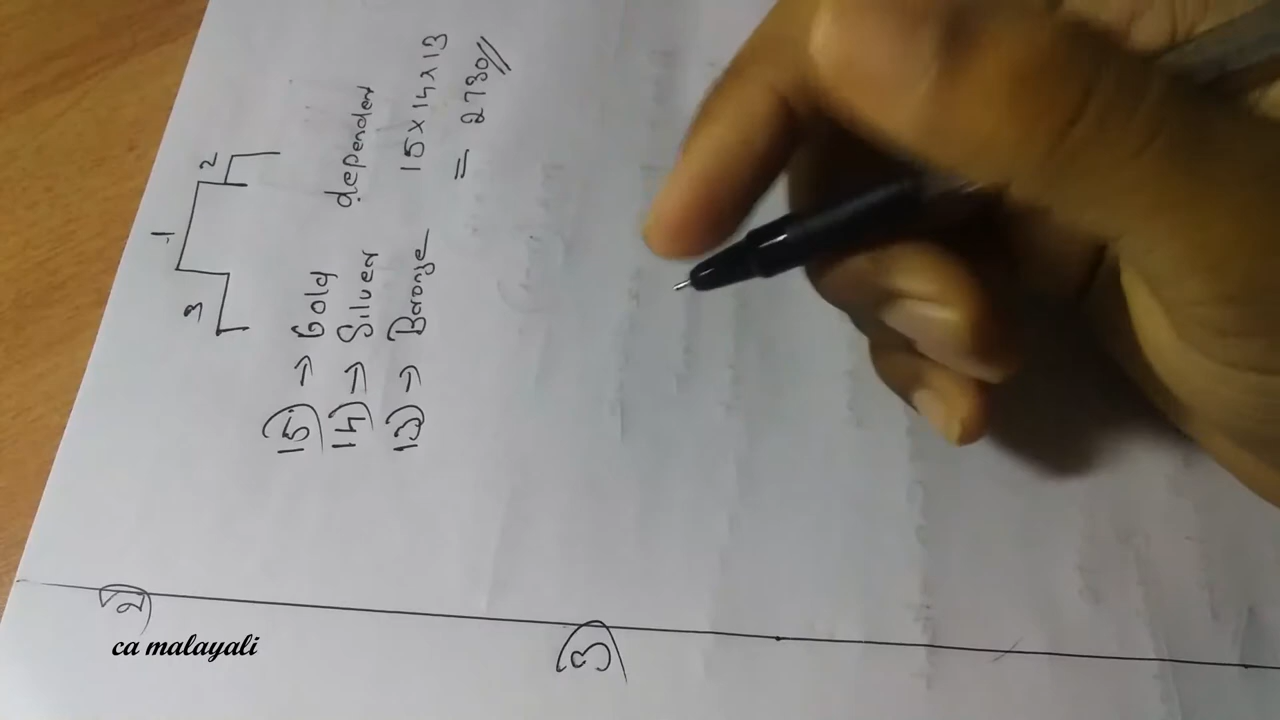 2)
1
3 2
15) → Gold
14) → Silver dependent
13) → Bronze 15 x 14 x 13
= 2730//
3)
ca malayali